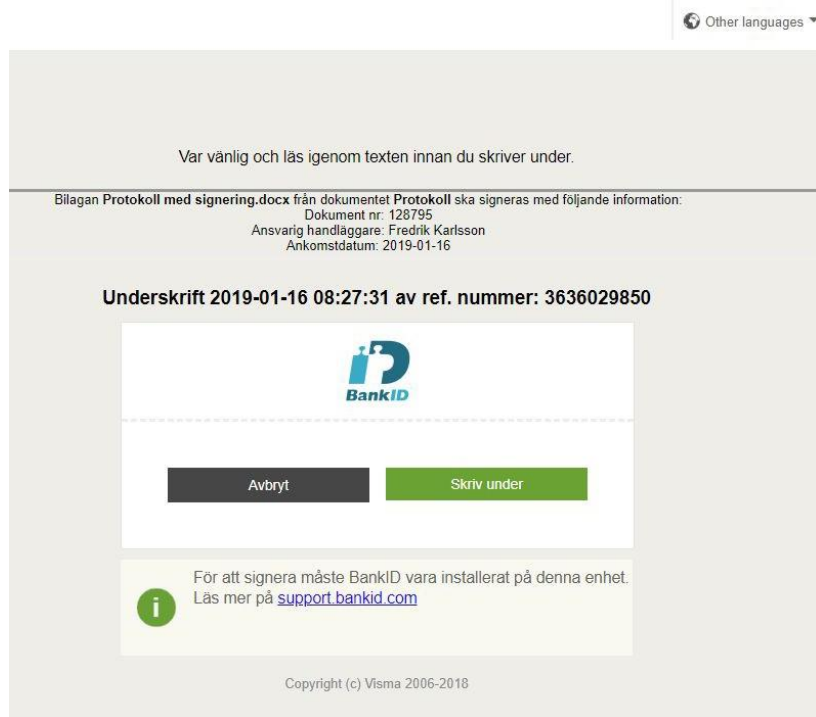 Other languages
Var vänlig och läs igenom texten innan du skriver under.
Bilagan Protokoll med signering.docx från dokumentet Protokoll ska signeras med följande information:
Dokument nr: 128795
Ansvarig handläggare: Fredrik Karlsson
Ankomstdatum: 2019-01-16
Underskrift 2019-01-16 08:27:31 av ref. nummer: 3636029850
BankID
Avbryt Skriv under
För att signera måste BankID vara installerat på denna enhet.
Läs mer på support.bankid.com
Copyright (c) Visma 2006-2018